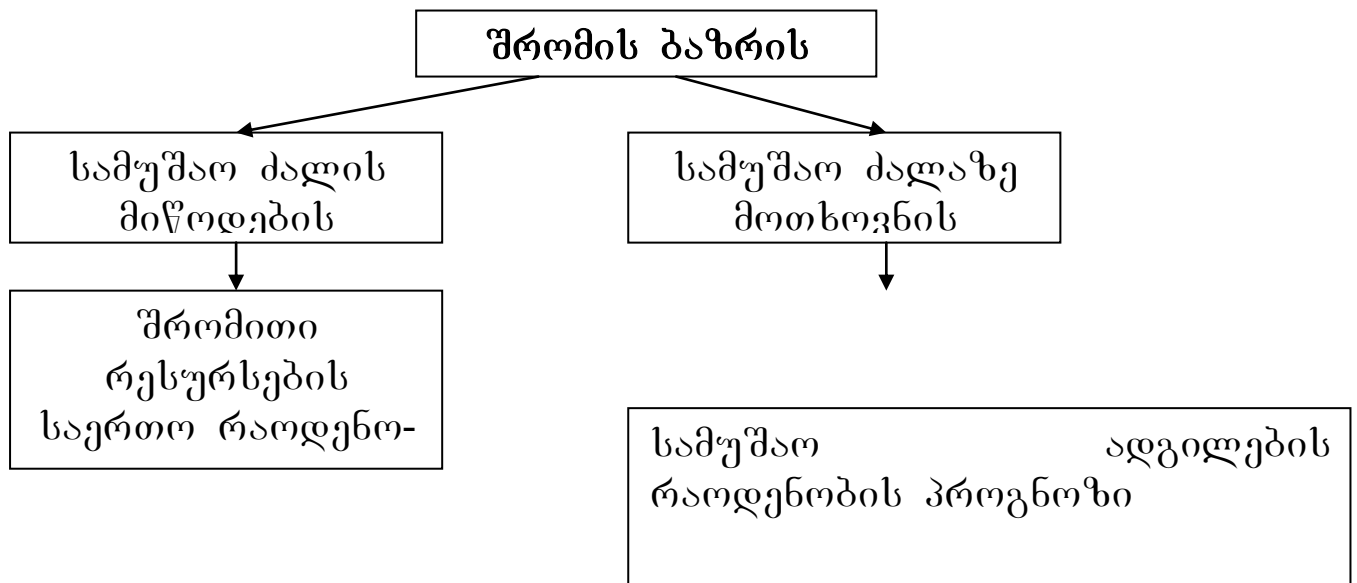 შრომის ბაზრის
სამუშაო ძალის
მიწოდების
სამუშაო ძალაზე
მოთხოვნის
შრომითი
რესურსების
საერთო რაოდენო-
სამუშაო ადგილების
რაოდენობის პროგნოზი